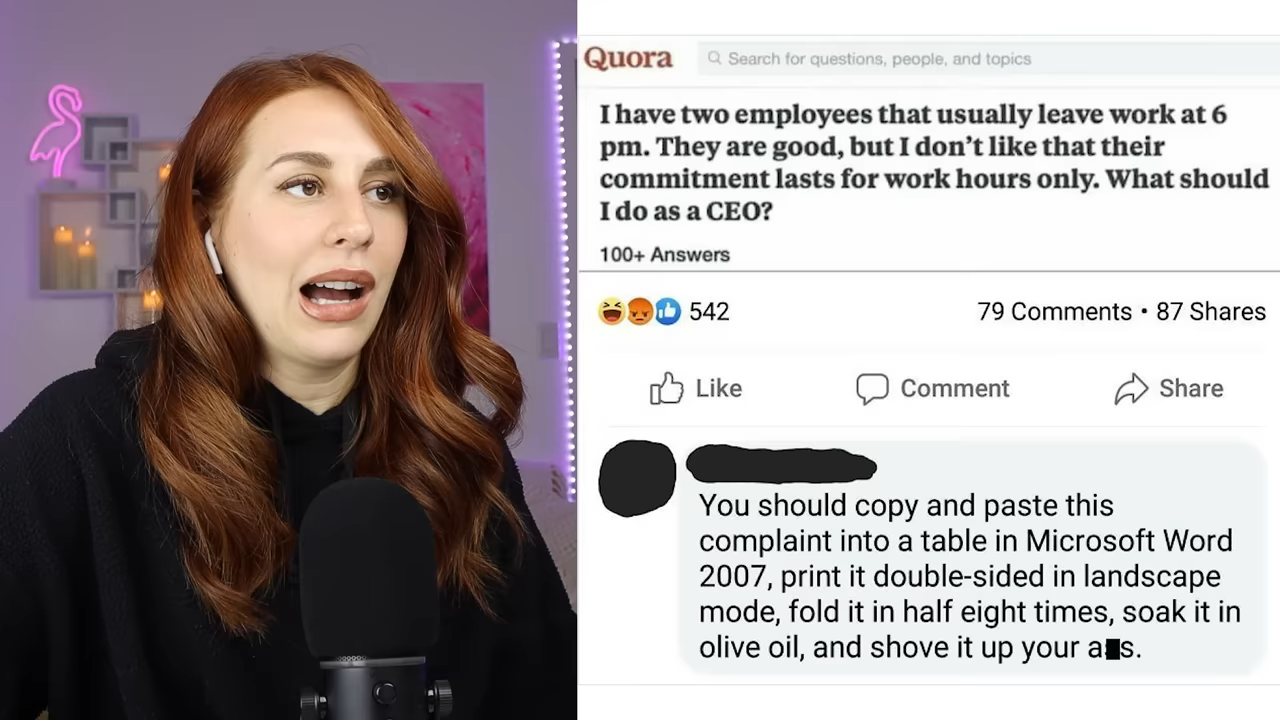 Quora
Search for questions, people, and topics
I have two employees that usually leave work at 6
pm. They are good, but I don't like that their
commitment lasts for work hours only. What should
I do as a CEO?
100+ Answers
542
79 Comments • 87 Shares
Like
Comment
Share
You should copy and paste this
complaint into a table in Microsoft Word
2007, print it double-sided in landscape
mode, fold it in half eight times, soak it in
olive oil, and shove it up your a■s.